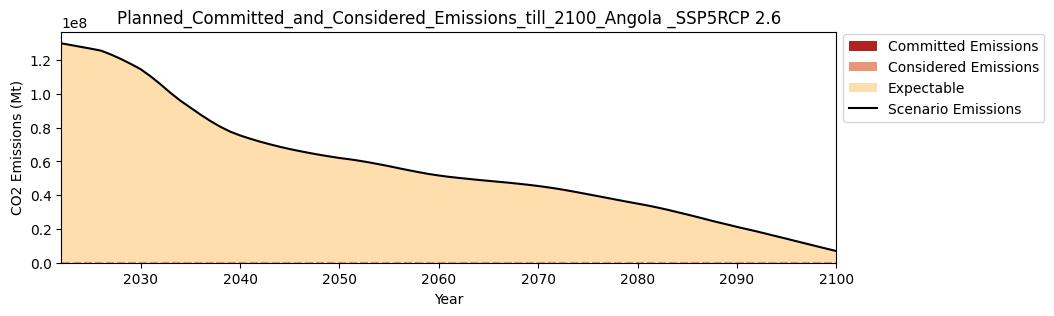 Planned_Committed_and_Considered_Emissions_till_2100_Angola _SSP5RCP 2.6
1e8
1.2
1.0
0.8
0.6
0.4
0.2
0.0
CO2 Emissions (Mt)
2030 2040 2050 2060 2070 2080 2090 2100
Year
Committed Emissions
Considered Emissions
Expectable
Scenario Emissions